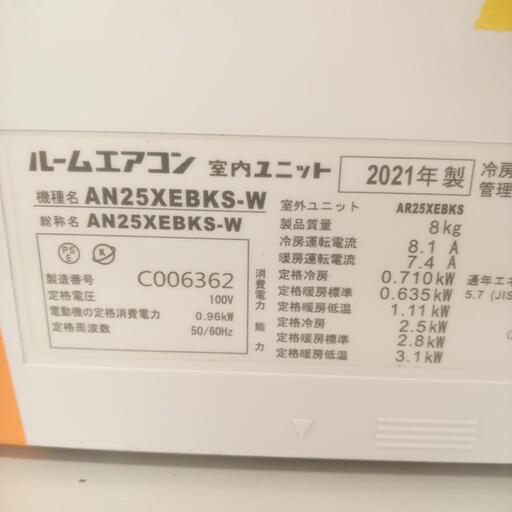 ルームエアコン 室内ユニット 2021年 製 冷房
管理
機種名 AN25XEBKS-W
総称名 AN25XEBKS-W
PS
E K
製造番号 C006362
定格電圧 100V
電動機の定格消費電力 0.96kW
定格周波数 50/60Hz
室外ユニット AR25XEBKS
製品質量 8kg
冷房運転電流 8.1 A
暖房運転電流 7.4 A
消費電力
定格冷房 0.710kW
定格暖房標準 0.635kW
定格暖房低温 1.11kW
能力
定格冷房 2.5kW
定格暖房標準 2.8kW
定格暖房低温 3.1kW
通年エネ
5.7 (JIS